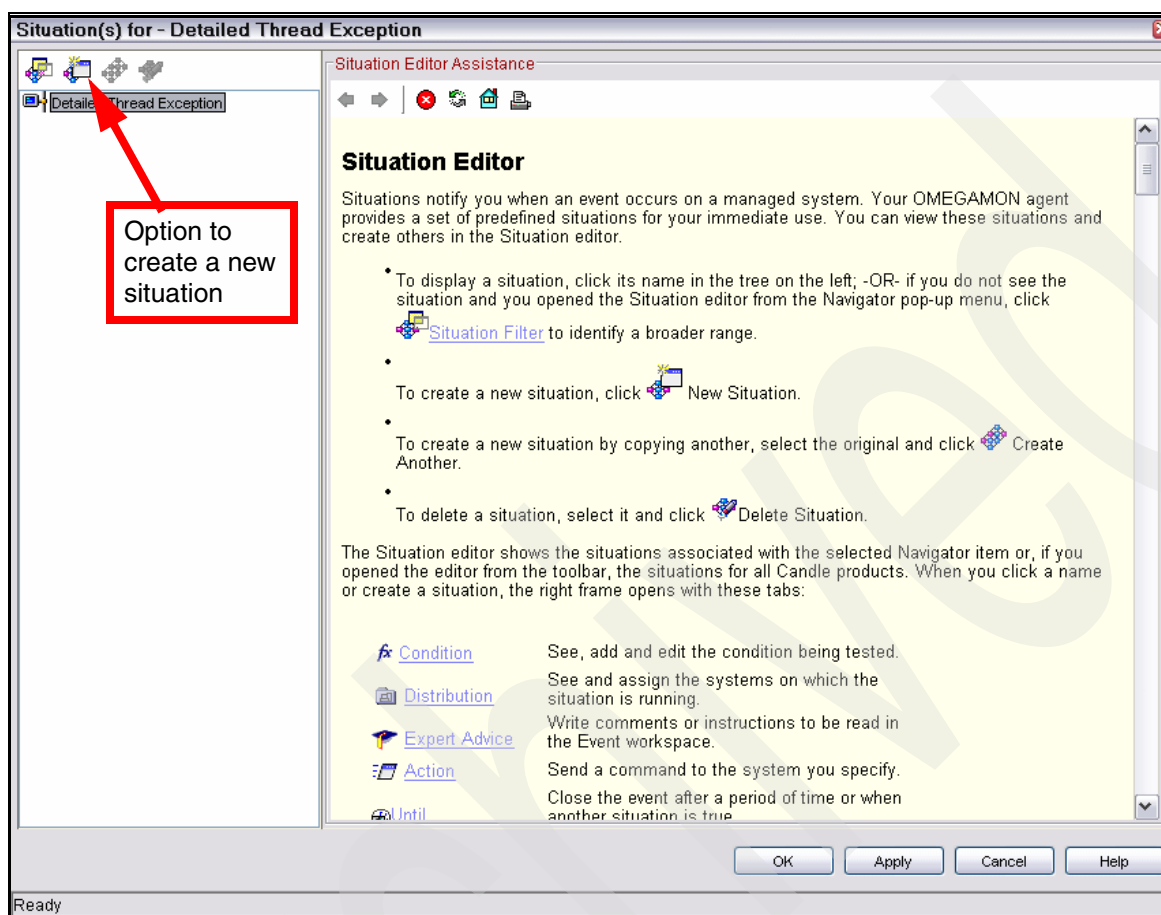 Situation(s) for - Detailed Thread Exception
Detailed Thread Exception
Option to
create a new
situation
Situation Editor Assistance
Situation Editor
Situations notify you when an event occurs on a managed system. Your OMEGAMON agent
provides a set of predefined situations for your immediate use. You can view these situations and
create others in the Situation editor.
To display a situation, click its name in the tree on the left; -OR- if you do not see the
situation and you opened the Situation editor from the Navigator pop-up menu, click
Situation Filter to identify a broader range.
To create a new situation, click New Situation.
To create a new situation by copying another, select the original and click Create
Another.
To delete a situation, select it and click Delete Situation.
The Situation editor shows the situations associated with the selected Navigator item or, if you
opened the editor from the toolbar, the situations for all Candle products. When you click a name
or create a situation, the right frame opens with these tabs:
fx Condition See, add and edit the condition being tested.
Distribution See and assign the systems on which the
situation is running.
Expert Advice Write comments or instructions to be read in
the Event workspace.
Action Send a command to the system you specify.
Until Close the event after a period of time or when
another situation is true
OK Apply Cancel Help
Ready